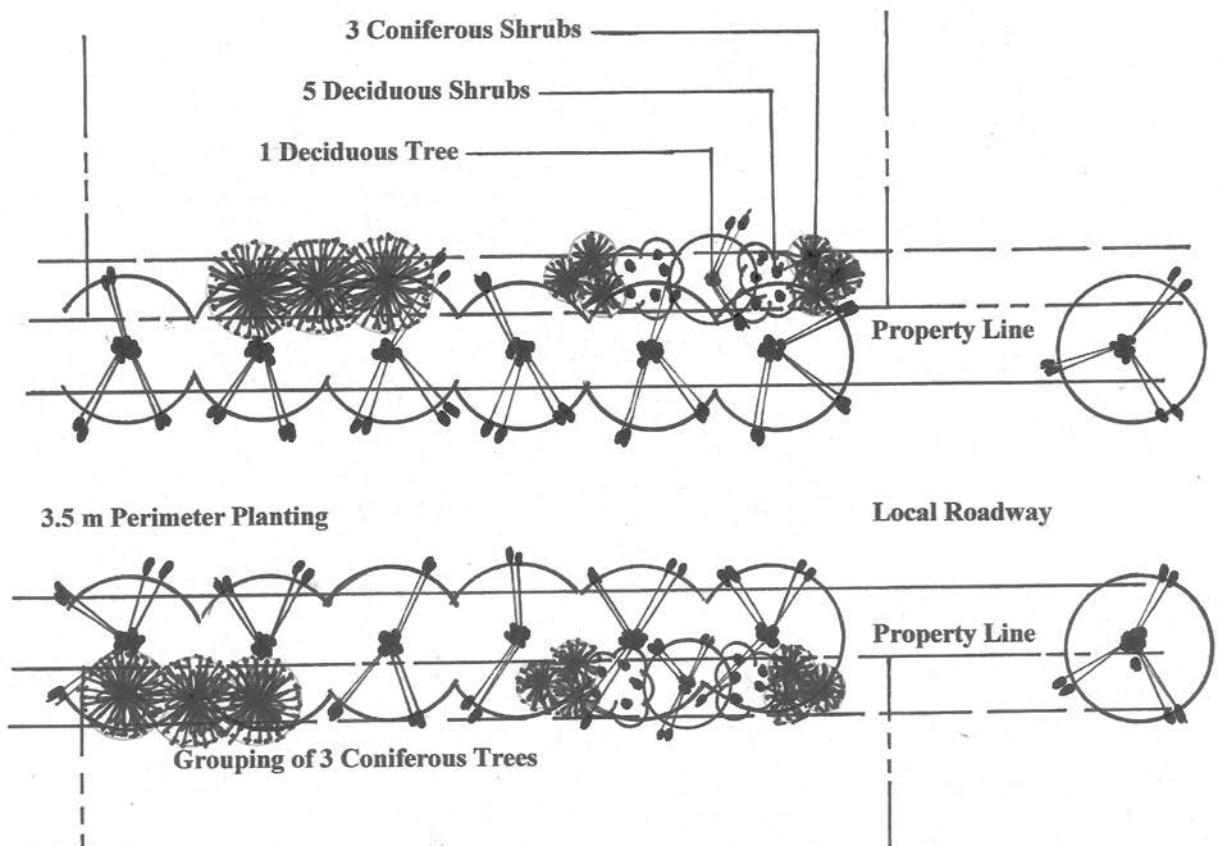 3 Coniferous Shrubs
5 Deciduous Shrubs
1 Deciduous Tree
Property Line
3.5 m Perimeter Planting
Local Roadway
Property Line
Grouping of 3 Coniferous Trees